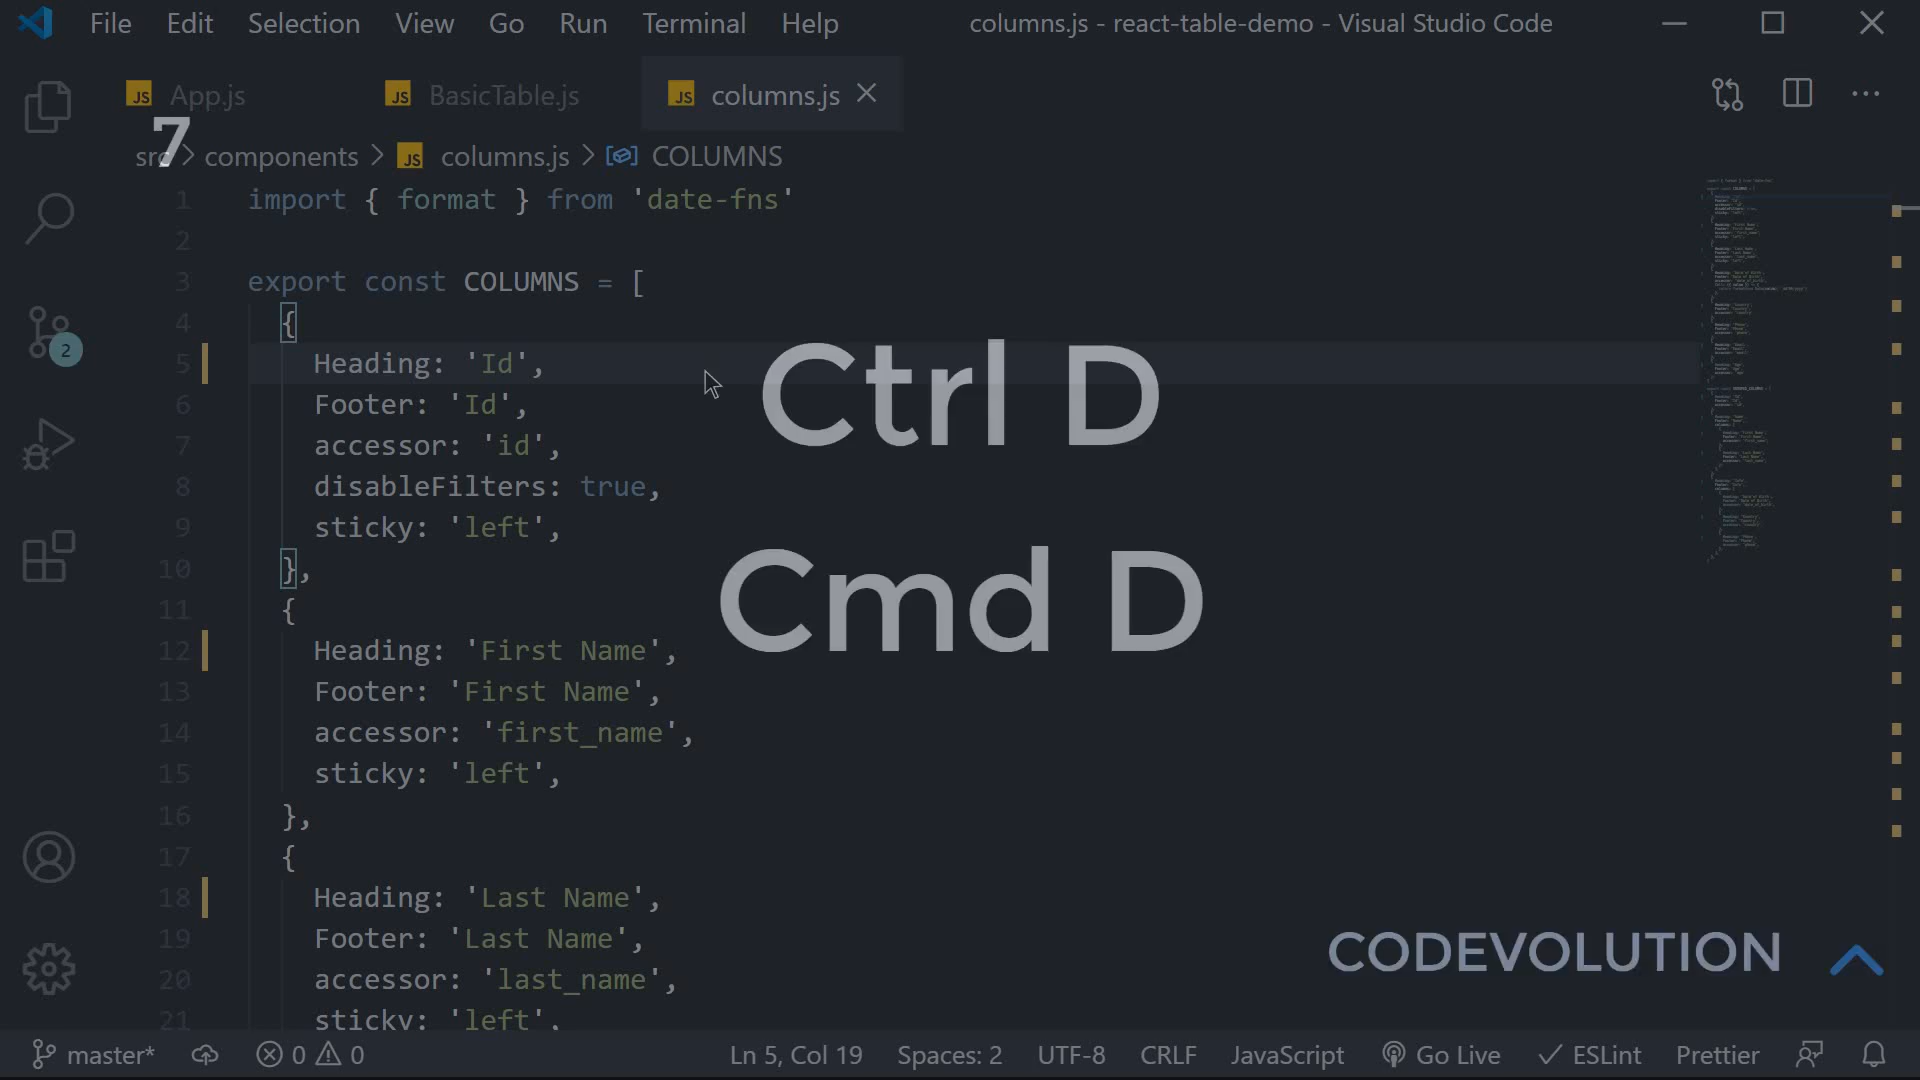 File Edit Selection View Go Run Terminal Help columns.js - react-table-demo - Visual Studio Code
JS App.js JS BasicTable.js JS columns.js
7
src components JS columns.js COLUMNS
1 import { format } from 'date-fns'
2
3 export const COLUMNS = [
4 {
5 Heading: 'Id',
6 Footer: 'Id',
7 accessor: 'id',
8 disableFilters: true,
9 sticky: 'left',
10 },
11 {
12 Heading: 'First Name',
13 Footer: 'First Name',
14 accessor: 'first_name',
15 sticky: 'left',
16 },
17 {
18 Heading: 'Last Name',
19 Footer: 'Last Name',
20 accessor: 'last_name',
21 sticky: 'left',
Ctrl D
Cmd D
2
CODEVOLUTION
master* 0 0 Ln 5, Col 19 Spaces: 2 UTF-8 CRLF JavaScript Go Live ESLint Prettier